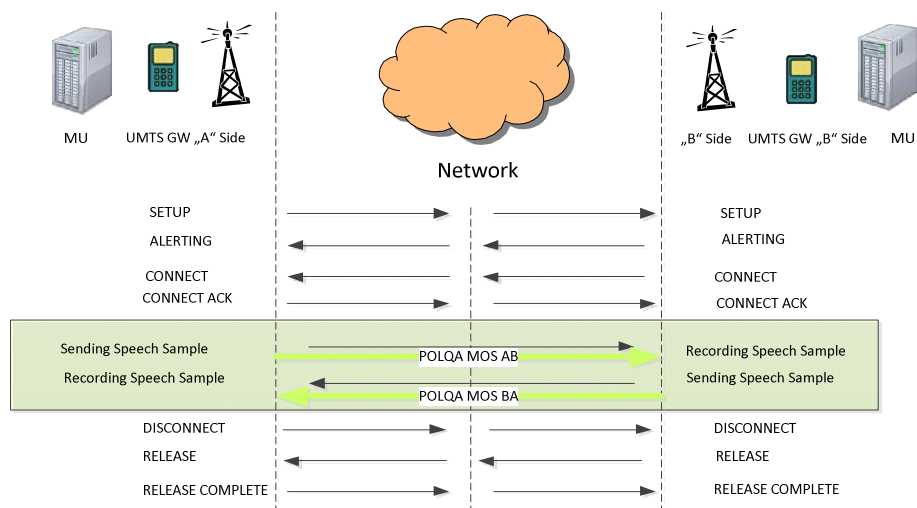 MU
UMTS GW „A“ Side
„B“ Side
UMTS GW „B“ Side
MU
Network
SETUP
SETUP
ALERTING
ALERTING
CONNECT
CONNECT
CONNECT ACK
CONNECT ACK
Sending Speech Sample
POLQA MOS AB
Recording Speech Sample
Recording Speech Sample
Sending Speech Sample
POLQA MOS BA
DISCONNECT
DISCONNECT
RELEASE
RELEASE
RELEASE COMPLETE
RELEASE COMPLETE